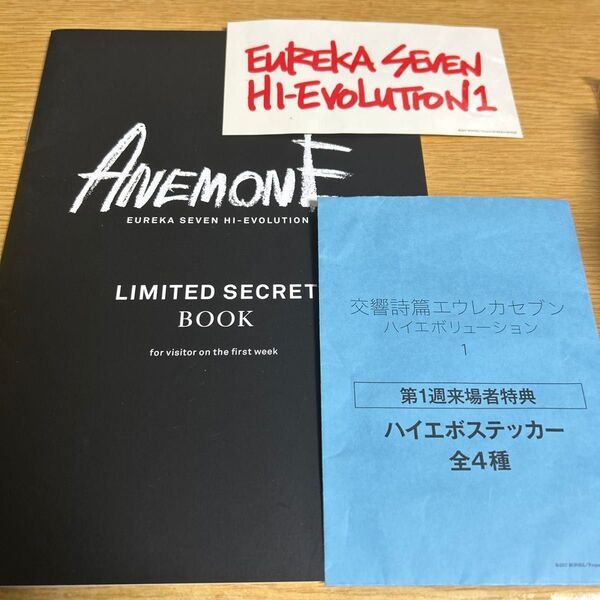 EUREKA SEVEN
HI-EVOLUTION 1
ANEMONE
EUREKA SEVEN HI-EVOLUTION
LIMITED SECRET
BOOK
for visitor on the first week
交響詩篇エウレカセブン
ハイエボリューション
1
第1週来場者特典
ハイエボステッカー
全4種